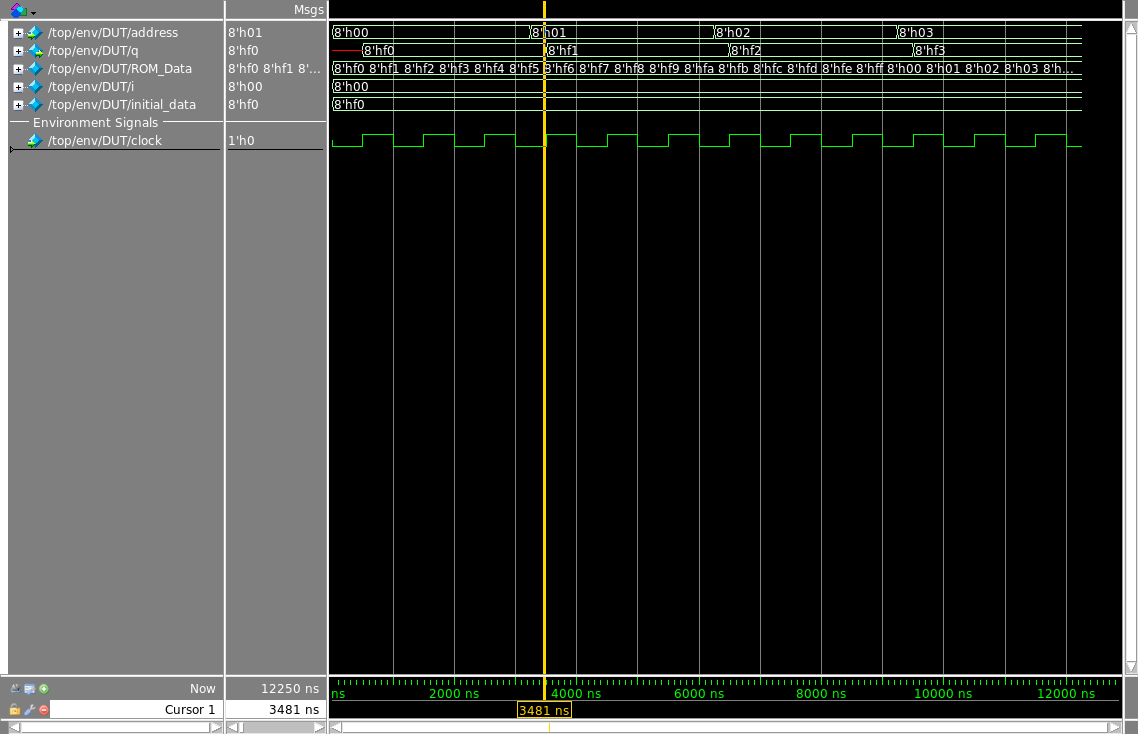 Msgs
/top/env/DUT/address 8'h01 8'h00 8'h01 8'h02 8'h03
/top/env/DUT/q 8'hf0 8'hf0 8'hf1 8'hf2 8'hf3
/top/env/DUT/ROM_Data 8'hf0 8'hf1 8'... 8'hf0 8'hf1 8'hf2 8'hf3 8'hf4 8'hf5 8'hf6 8'hf7 8'hf8 8'hf9 8'hfa 8'hfb 8'hfc 8'hfd 8'hfe 8'hff 8'h00 8'h01 8'h02 8'h03 8'h...
/top/env/DUT/i 8'h00 8'h00
/top/env/DUT/initial_data 8'hf0 8'hf0
Environment Signals
/top/env/DUT/clock 1'h0
Now 12250 ns ns 2000 ns 4000 ns 6000 ns 8000 ns 10000 ns 12000 ns
Cursor 1 3481 ns 3481 ns